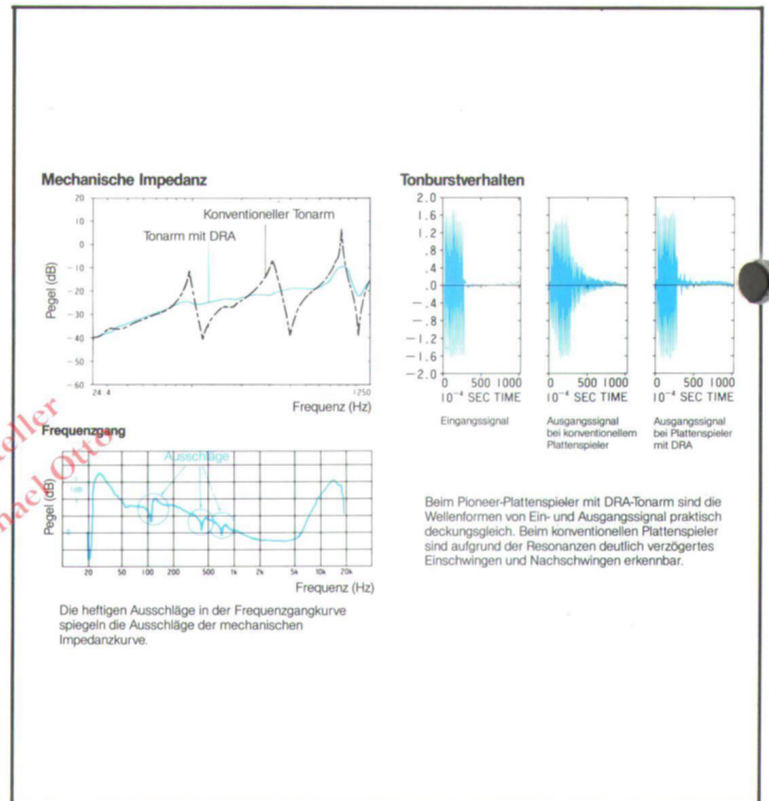 Mechanische Impedanz
20
10
0
−10
−20
−30
−40
−50
−60
Pegel (dB)
Konventioneller Tonarm
Tonarm mit DRA
24.4
1250
Frequenz (Hz)
Frequenzgang
Pegel (dB)
Ausschläge
20 50 100 200 500 1k 2k 5k 10k 20k
Frequenz (Hz)
Die heftigen Ausschläge in der Frequenzgangkurve
spiegeln die Ausschläge der mechanischen
Impedanzkurve.
Tonburstverhalten
2.0
1.6
1.2
.8
.4
.0
−.4
−.8
−1.2
−1.6
−2.0
0 500 1000
10⁻⁴ SEC TIME
Eingangssignal
0 500 1000
10⁻⁴ SEC TIME
Ausgangssignal
bei konventionellem
Plattenspieler
0 500 1000
10⁻⁴ SEC TIME
Ausgangssignal
bei Plattenspieler
mit DRA
Beim Pioneer-Plattenspieler mit DRA-Tonarm sind die
Wellenformen von Ein- und Ausgangssignal praktisch
deckungsgleich. Beim konventionellen Plattenspieler
sind aufgrund der Resonanzen deutlich verzögertes
Einschwingen und Nachschwingen erkennbar.
Otto